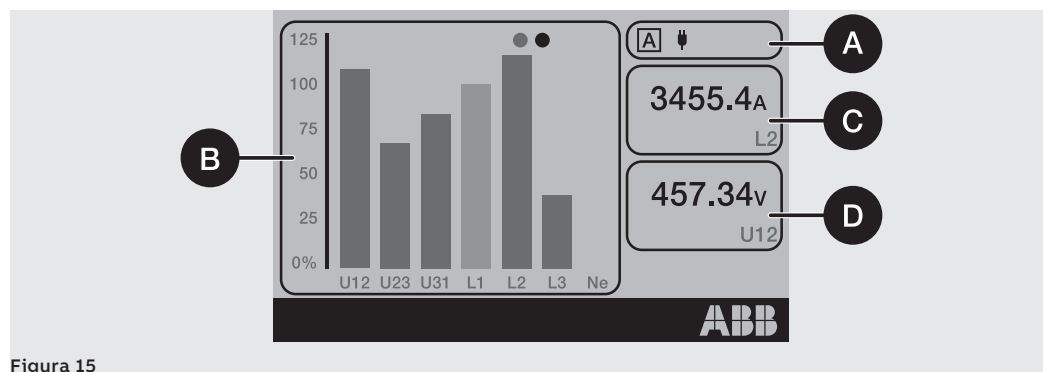 125
100
75
50
25
0%
U12 U23 U31 L1 L2 L3 Ne
B
A
A
3455.4A
L2
C
457.34V
U12
D
ABB
Figura 15